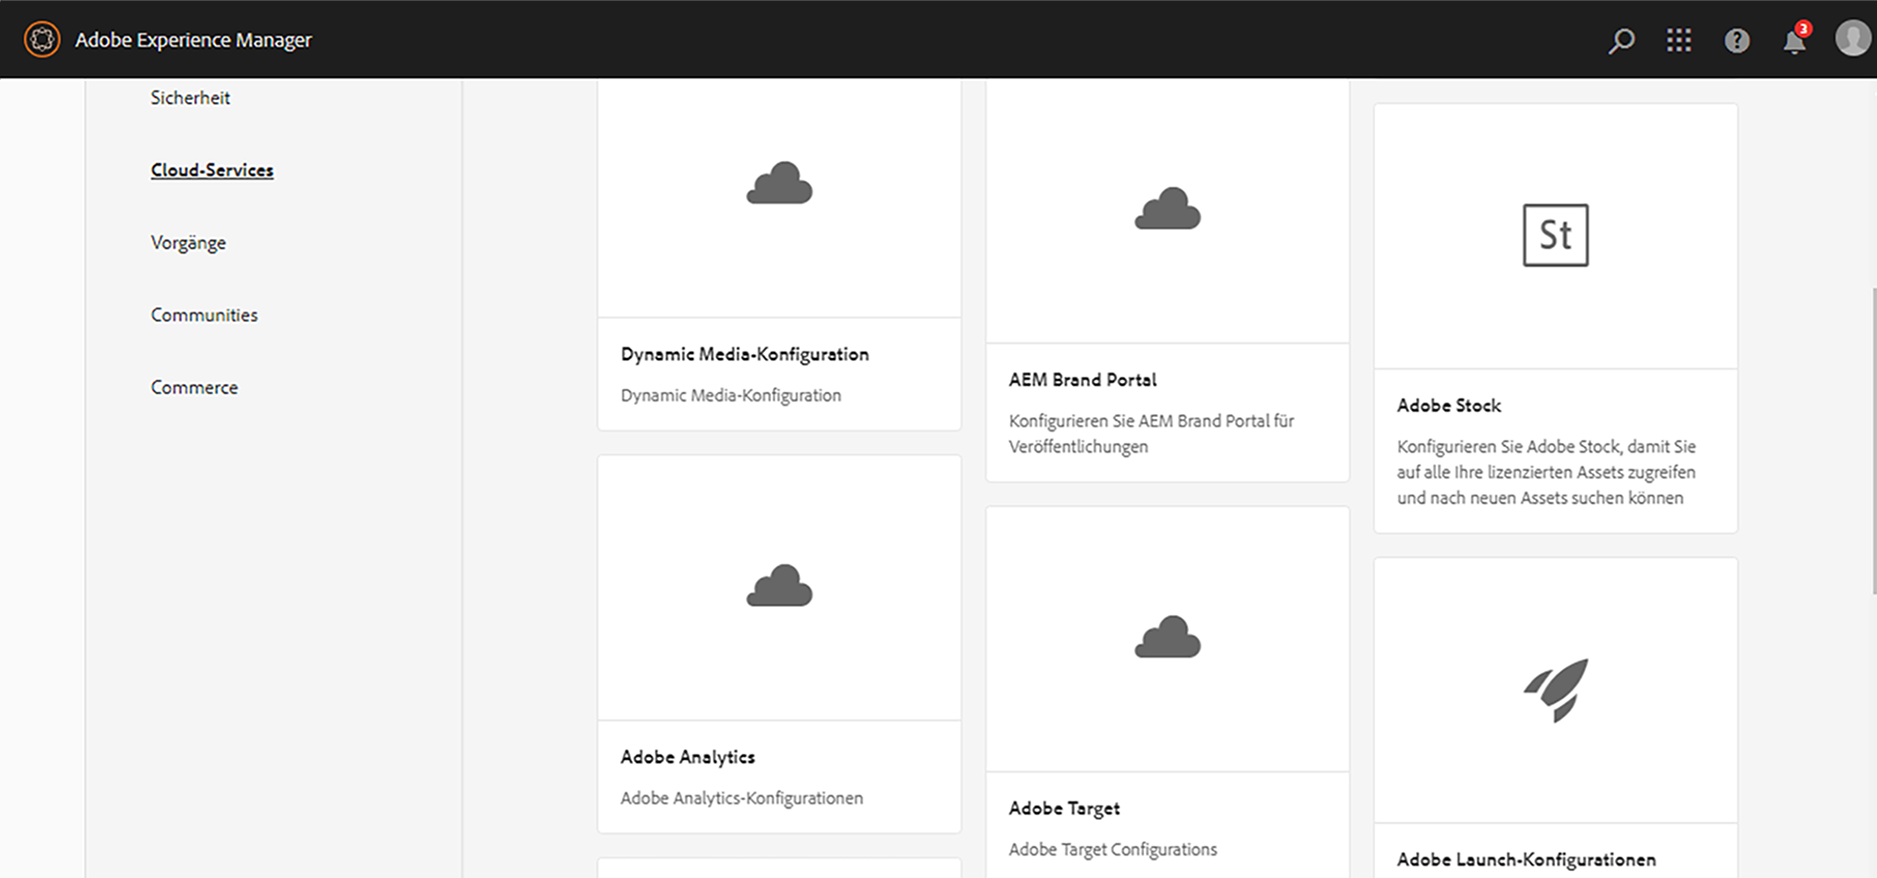 Adobe Experience Manager
3
Sicherheit
Cloud-Services
Vorgänge
Communities
Commerce
Dynamic Media-Konfiguration
Dynamic Media-Konfiguration
AEM Brand Portal
Konfigurieren Sie AEM Brand Portal für
Veröffentlichungen
St
Adobe Stock
Konfigurieren Sie Adobe Stock, damit Sie
auf alle Ihre lizenzierten Assets zugreifen
und nach neuen Assets suchen können
Adobe Analytics
Adobe Analytics-Konfigurationen
Adobe Target
Adobe Target Configurations
Adobe Launch-Konfigurationen